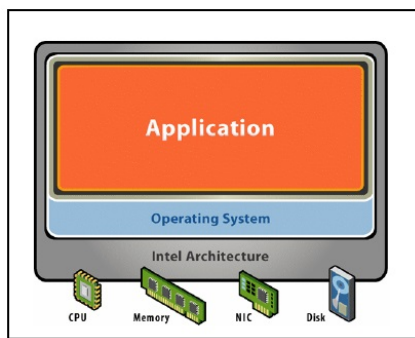 Application
Operating System
Intel Architecture
CPU Memory NIC Disk